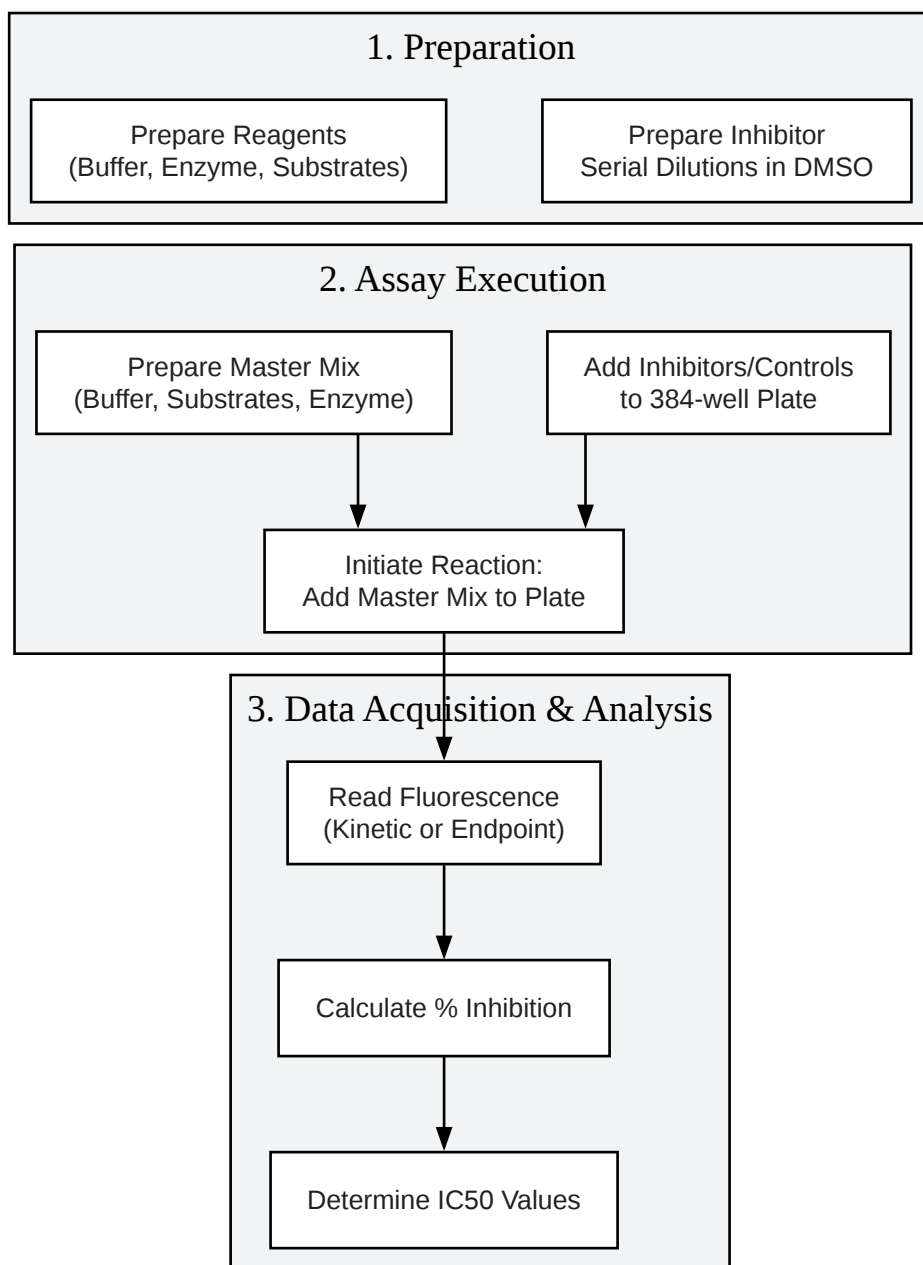 1. Preparation
Prepare Reagents
(Buffer, Enzyme, Substrates)
Prepare Inhibitor
Serial Dilutions in DMSO
2. Assay Execution
Prepare Master Mix
(Buffer, Substrates, Enzyme)
Add Inhibitors/Controls
to 384-well Plate
Initiate Reaction:
Add Master Mix to Plate
3. Data Acquisition & Analysis
Read Fluorescence
(Kinetic or Endpoint)
Calculate % Inhibition
Determine IC50 Values